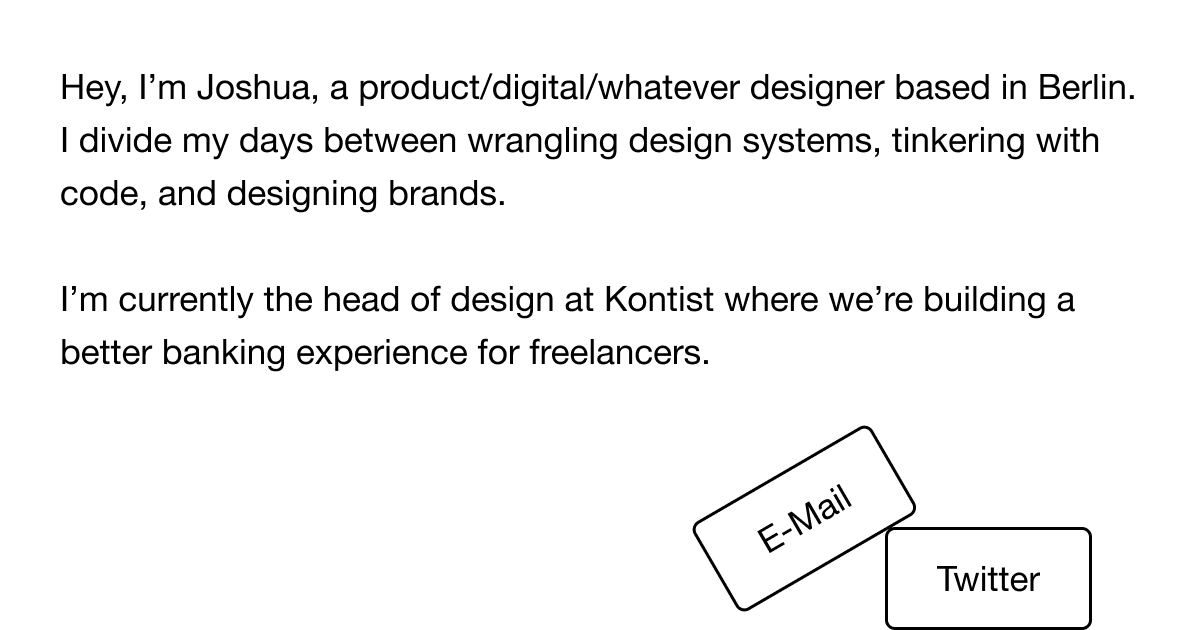 Hey, I’m Joshua, a product/digital/whatever designer based in Berlin.
I divide my days between wrangling design systems, tinkering with
code, and designing brands.
I’m currently the head of design at Kontist where we’re building a
better banking experience for freelancers.
E-Mail
Twitter